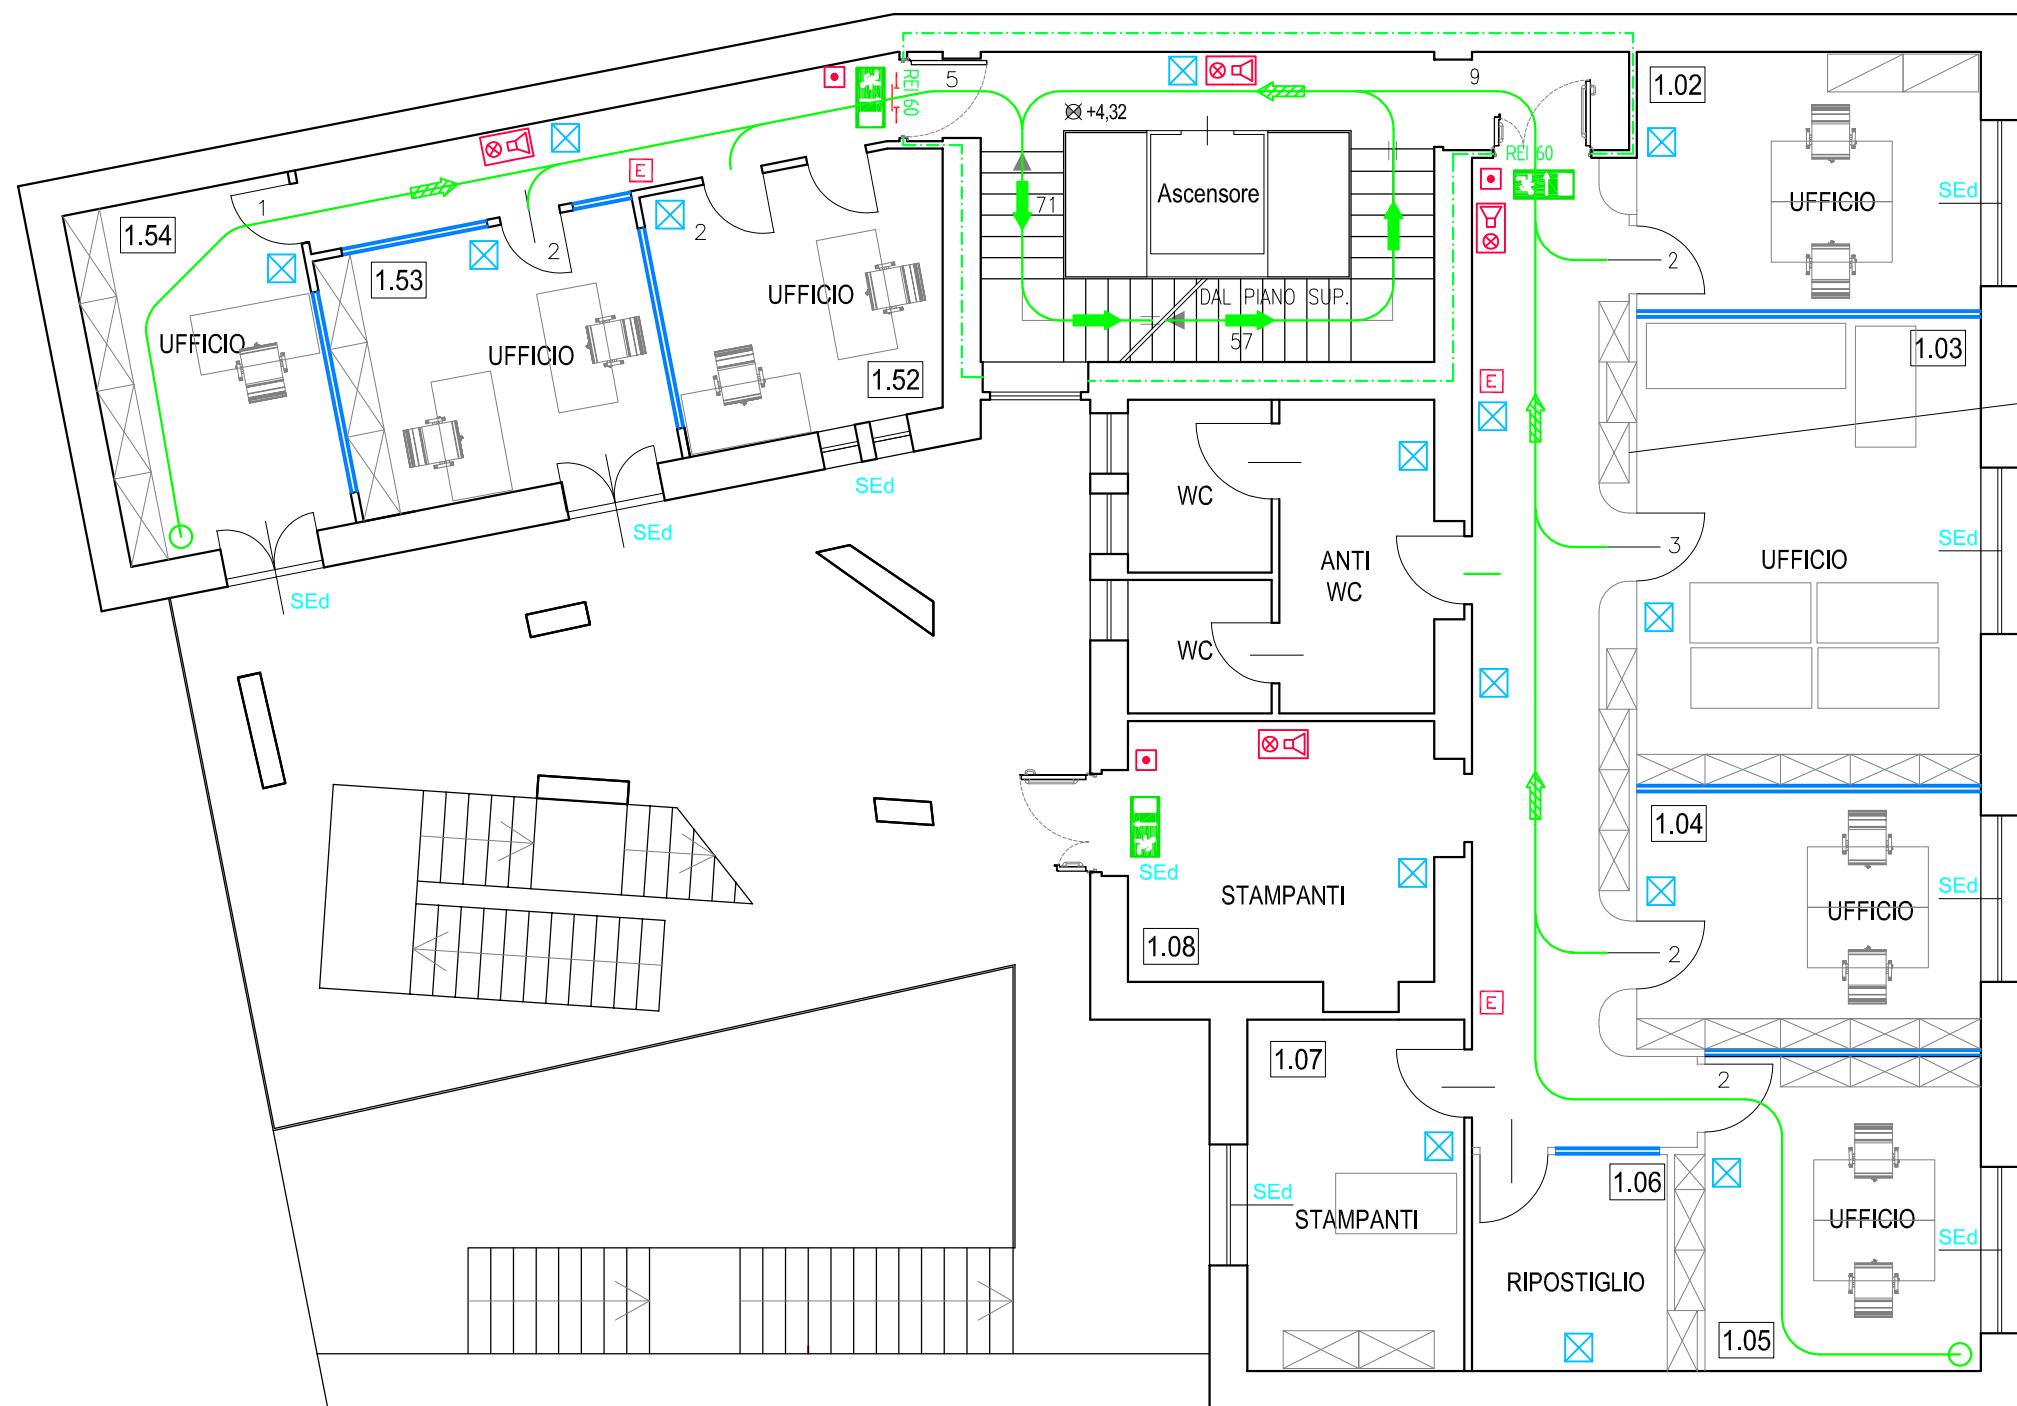 REI 60
5
9
1.02
+4,32
E
REI 60
Ascensore
SEd
UFFICIO
1
1.54
71
2
2
1.53
2
UFFICIO
DAL PIANO SUP.
57
UFFICIO
UFFICIO
1.52
1.03
E
SEd
WC
SEd
SEd
3
UFFICIO
ANTI
WC
SEd
WC
1.04
SEd
SEd
STAMPANTI
UFFICIO
1.08
2
E
1.07
2
SEd
1.06
STAMPANTI
UFFICIO
SEd
RIPOSTIGLIO
1.05